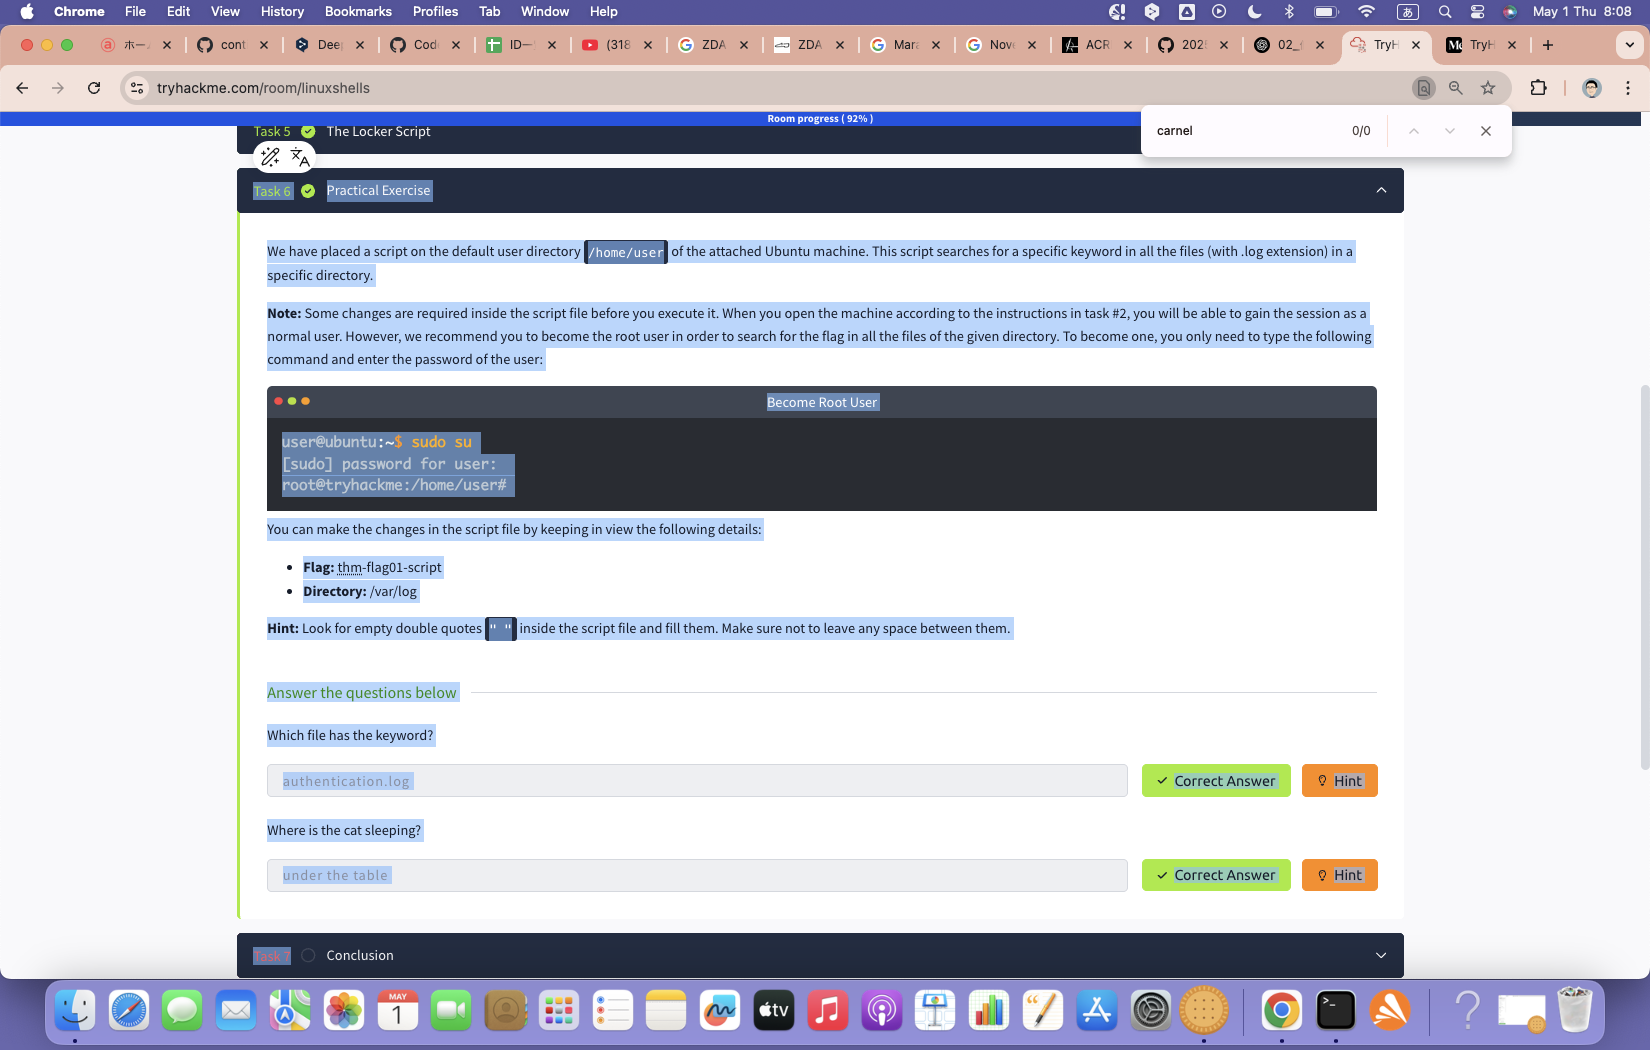 Chrome File Edit View History Bookmarks Profiles Tab Window Help あ May 1 Thu 8:08
ホー. cont Dee Cod ID一 (318 ZDA ZDA Mar Nov ACR 202 02_ TryH TryH
tryhackme.com/room/linuxshells
Room progress ( 92% )
carnel 0/0
Task 5 The Locker Script
Task 6 Practical Exercise
We have placed a script on the default user directory /home/user of the attached Ubuntu machine. This script searches for a specific keyword in all the files (with .log extension) in a
specific directory.
Note: Some changes are required inside the script file before you execute it. When you open the machine according to the instructions in task #2, you will be able to gain the session as a
normal user. However, we recommend you to become the root user in order to search for the flag in all the files of the given directory. To become one, you only need to type the following
command and enter the password of the user:
Become Root User
user@ubuntu:~$ sudo su
[sudo] password for user:
root@tryhackme:/home/user#
You can make the changes in the script file by keeping in view the following details:
Flag: thm-flag01-script
Directory: /var/log
Hint: Look for empty double quotes " " inside the script file and fill them. Make sure not to leave any space between them.
Answer the questions below
Which file has the keyword?
authentication.log Correct Answer Hint
Where is the cat sleeping?
under the table Correct Answer Hint
Task 7 Conclusion
MAY
1
tv